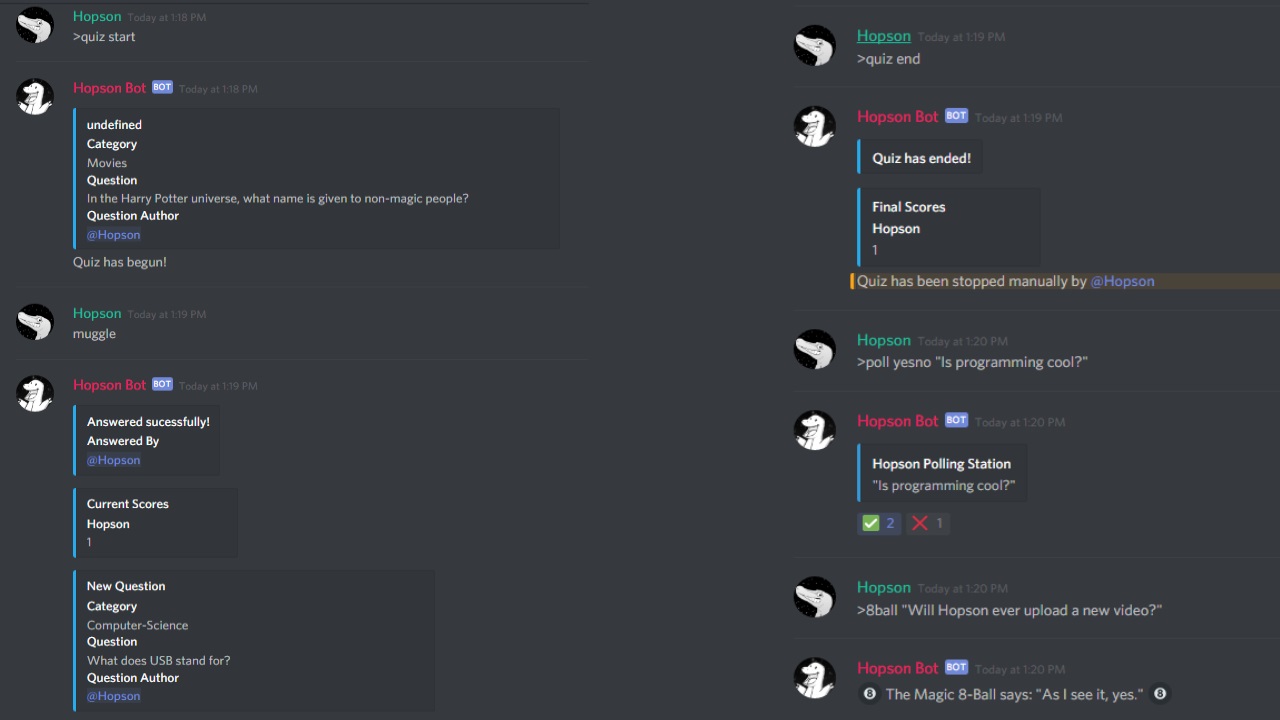 Hopson Today at 1:18 PM
>quiz start
Hopson Bot BOT Today at 1:18 PM
undefined
Category
Movies
Question
In the Harry Potter universe, what name is given to non-magic people?
Question Author
@Hopson
Quiz has begun!
Hopson Today at 1:19 PM
muggle
Hopson Bot BOT Today at 1:19 PM
Answered sucessfully!
Answered By
@Hopson
Current Scores
Hopson
1
New Question
Category
Computer-Science
Question
What does USB stand for?
Question Author
@Hopson
Hopson Today at 1:19 PM
>quiz end
Hopson Bot BOT Today at 1:19 PM
Quiz has ended!
Final Scores
Hopson
1
Quiz has been stopped manually by @Hopson
Hopson Today at 1:20 PM
>poll yesno "Is programming cool?"
Hopson Bot BOT Today at 1:20 PM
Hopson Polling Station
"Is programming cool?"
✅ 2 ❌ 1
Hopson Today at 1:20 PM
>8ball "Will Hopson ever upload a new video?"
Hopson Bot BOT Today at 1:20 PM
🎱 The Magic 8-Ball says: "As I see it, yes." 🎱